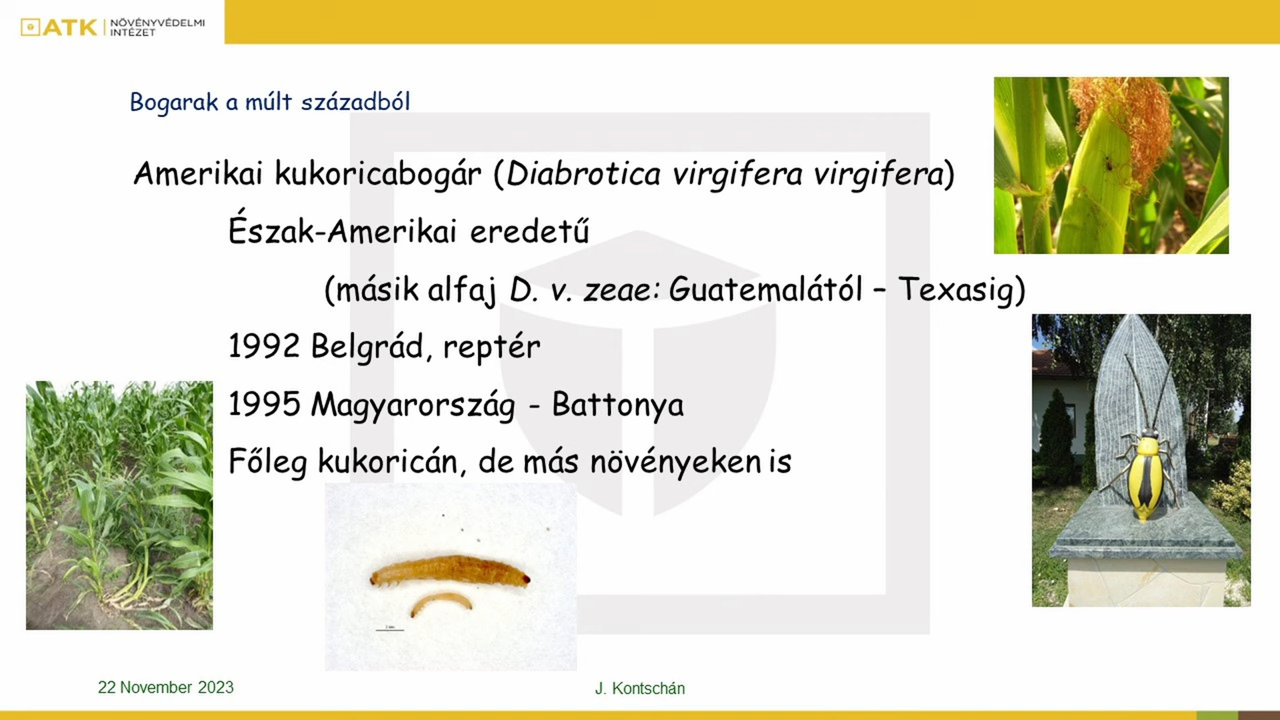 ATK NÖVÉNYVÉDELMI
INTÉZET
Bogarak a múlt századból
Amerikai kukoricabogár (Diabrotica virgifera virgifera)
Észak-Amerikai eredetű
(másik alfaj D. v. zeae: Guatemalától – Texasig)
1992 Belgrád, reptér
1995 Magyarország - Battonya
Főleg kukoricán, de más növényeken is
22 November 2023
J. Kontschán